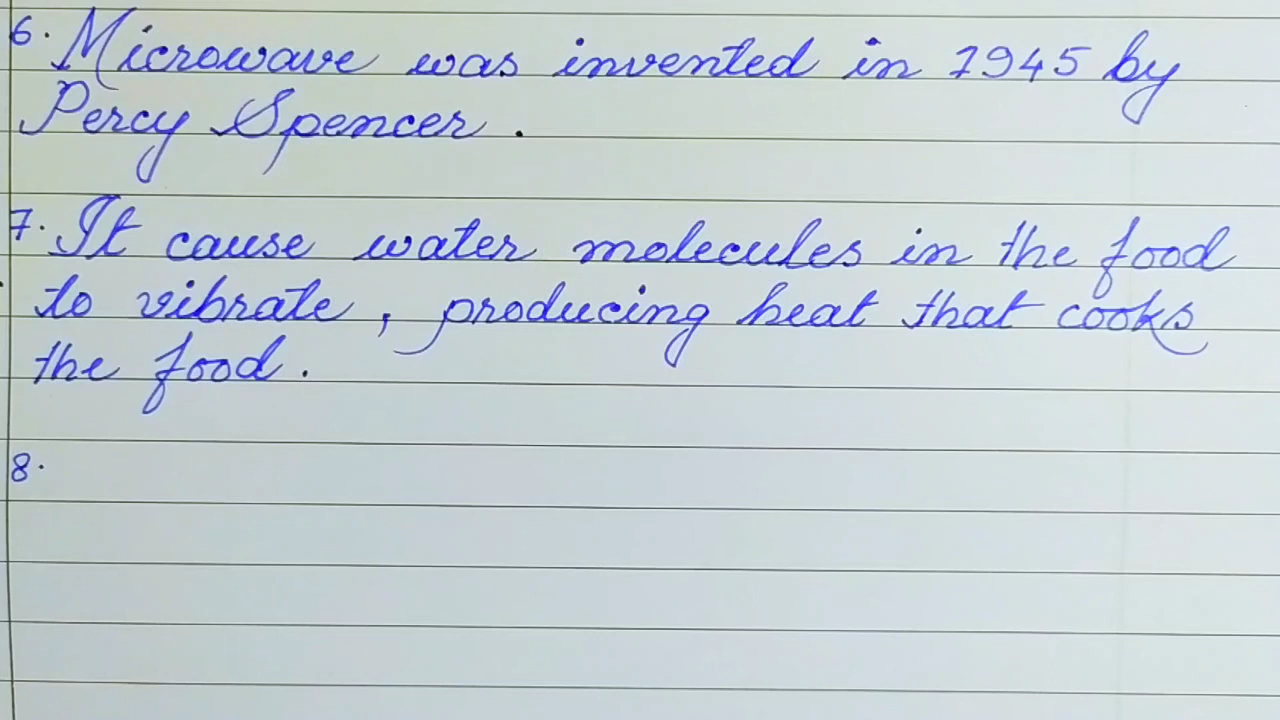 6. Microwave was invented in 1945 by
Percy Spencer.
7. It cause water molecules in the food
to vibrate, producing heat that cooks
the food.
8.